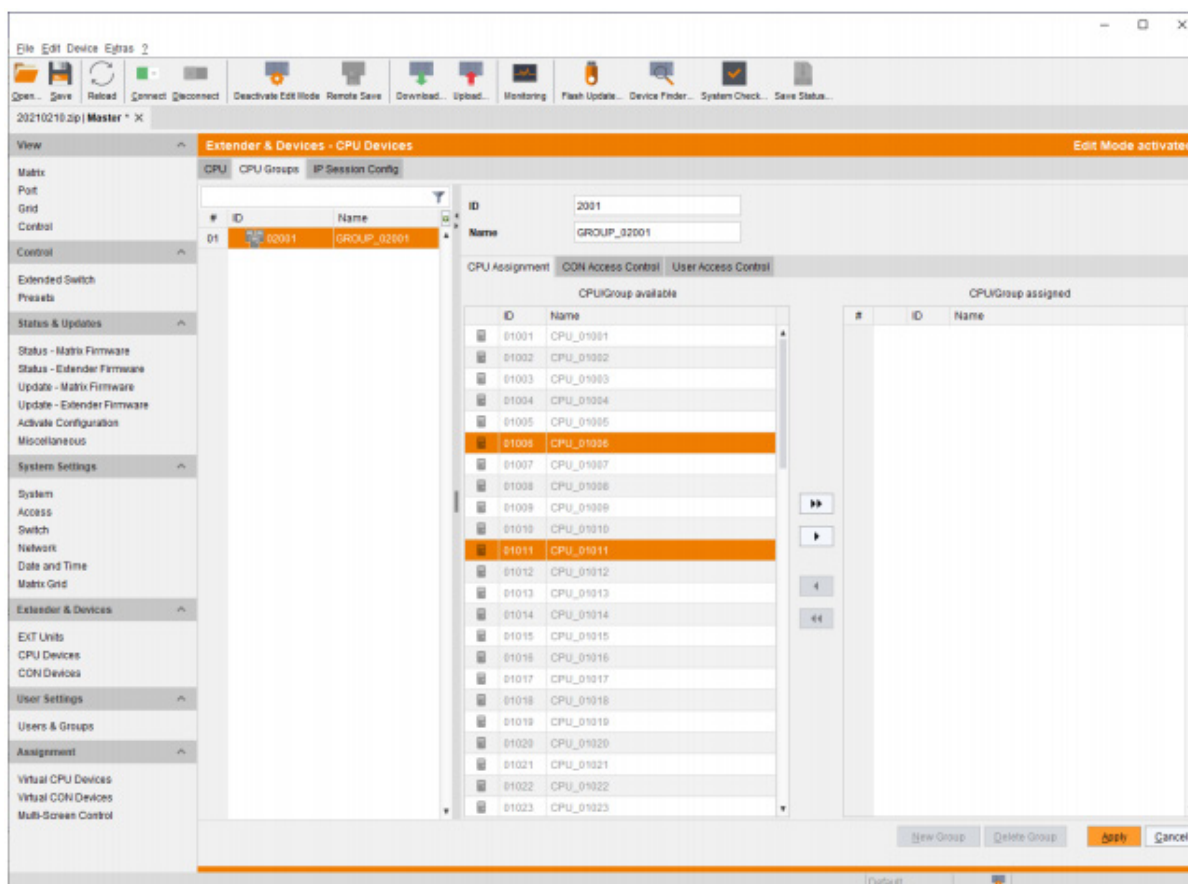 File Edit Device Extras ?
Open... Save Reload Connect Disconnect Deactivate Edit Mode Remote Save Download... Upload... Monitoring Flash Update... Device Finder... System Check... Save Status...
20210210.zip | Master * X
View
Matrix
Port
Grid
Control
Control
Extended Switch
Presets
Status & Updates
Status - Matrix Firmware
Status - Extender Firmware
Update - Matrix Firmware
Update - Extender Firmware
Activate Configuration
Miscellaneous
System Settings
System
Access
Switch
Network
Date and Time
Matrix Grid
Extender & Devices
EXT Units
CPU Devices
CON Devices
User Settings
Users & Groups
Assignment
Virtual CPU Devices
Virtual CON Devices
Multi-Screen Control
Extender & Devices - CPU Devices Edit Mode activated
CPU CPU Groups IP Session Config
# ID Name
01 02001 GROUP_02001
ID 2001
Name GROUP_02001
CPU Assignment CON Access Control User Access Control
CPU/Group available
ID Name
01001 CPU_01001
01002 CPU_01002
01003 CPU_01003
01004 CPU_01004
01005 CPU_01005
01006 CPU_01006
01007 CPU_01007
01008 CPU_01008
01009 CPU_01009
01010 CPU_01010
01011 CPU_01011
01012 CPU_01012
01013 CPU_01013
01014 CPU_01014
01015 CPU_01015
01016 CPU_01016
01017 CPU_01017
01018 CPU_01018
01019 CPU_01019
01020 CPU_01020
01021 CPU_01021
01022 CPU_01022
01023 CPU_01023
CPU/Group assigned
# ID Name
New Group Delete Group Apply Cancel
Default